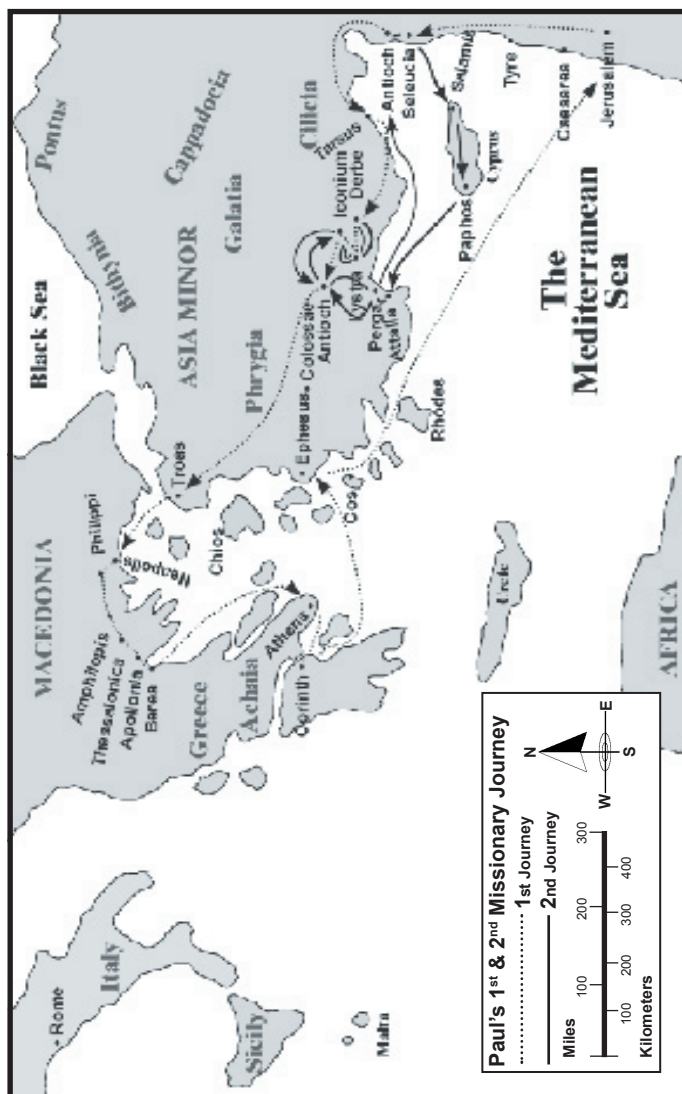 Black Sea
Pontus
Bithynia
MACEDONIA
Philippi
Neapolis
Amphilopis
Thessalonica
Apollonia
Berea
Troas
ASIA MINOR
Cappadocia
Galatia
Phrygia
Cilicia
Tarsus
Italy
Rome
Greece
Achaia
Athens
Corinth
Chios
Ephesus
Colossae
Antioch
Iconium
Derbe
Lystra
Perga
Attalia
Antioch
Seleucia
Sicily
Malta
Cos
Rhodes
Salamus
Cyprus
Paphos
Crete
The
Mediterranean
Sea
Tyre
Caesarea
Jerusalem
AFRICA
Paul's 1st & 2nd Missionary Journey
1st Journey
2nd Journey
N
W E
S
Miles 100 200 300
100 200 300 400
Kilometers